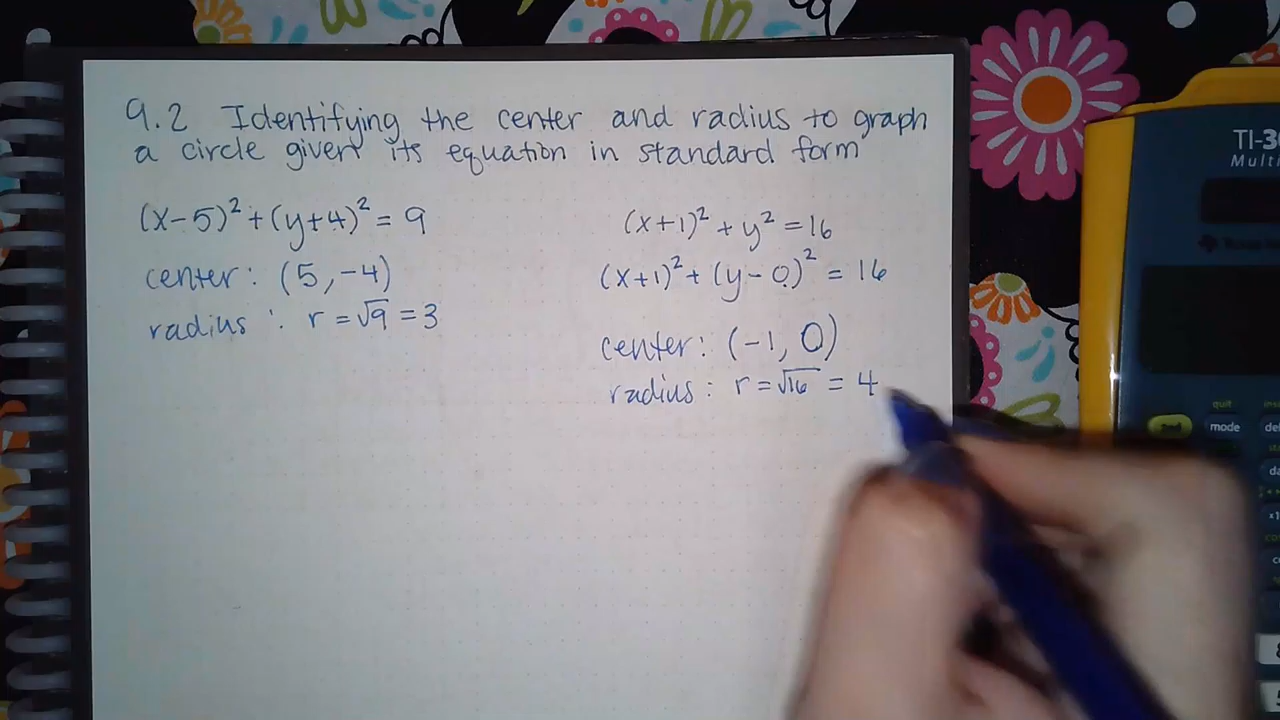 9.2 Identifying the center and radius to graph
a circle given its equation in standard form
(x-5)² + (y+4)² = 9
center: (5, -4)
radius: r = √9 = 3
(x+1)² + y² = 16
(x+1)² + (y-0)² = 16
center: (-1, 0)
radius: r = √16 = 4
TI-3
Multi
quit
mode